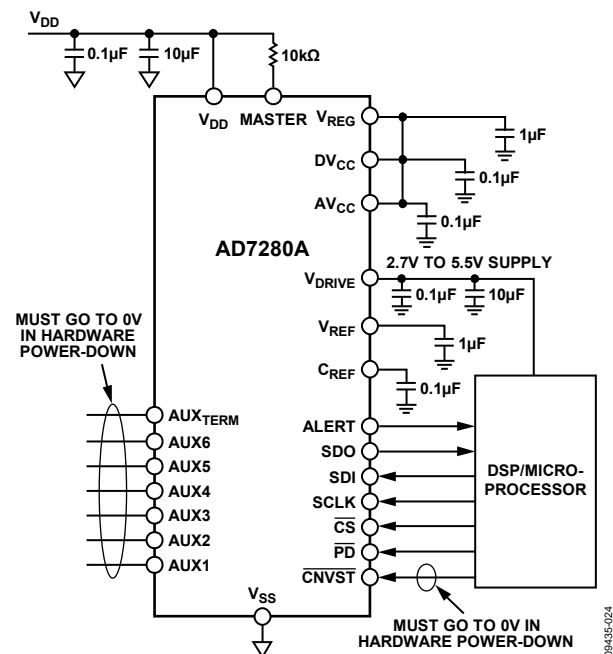 VDD
0.1µF
10µF
10kΩ
VDD
MASTER
VREG
1µF
DVCC
0.1µF
AVCC
0.1µF
AD7280A
2.7V TO 5.5V SUPPLY
VDRIVE
0.1µF
10µF
MUST GO TO 0V
IN HARDWARE
POWER-DOWN
VREF
1µF
CREF
0.1µF
AUXTERM
AUX6
AUX5
AUX4
AUX3
AUX2
AUX1
ALERT
SDO
SDI
SCLK
CS
PD
CNVST
DSP/MICRO-
PROCESSOR
VSS
MUST GO TO 0V IN
HARDWARE POWER-DOWN
09435-024